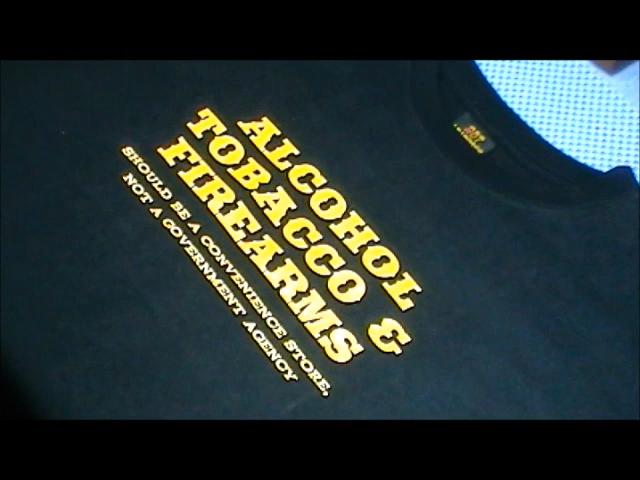 ALCOHOL
TOBACCO &
FIREARMS
SHOULD BE A CONVENIENCE STORE,
NOT A GOVERNMENT AGENCY